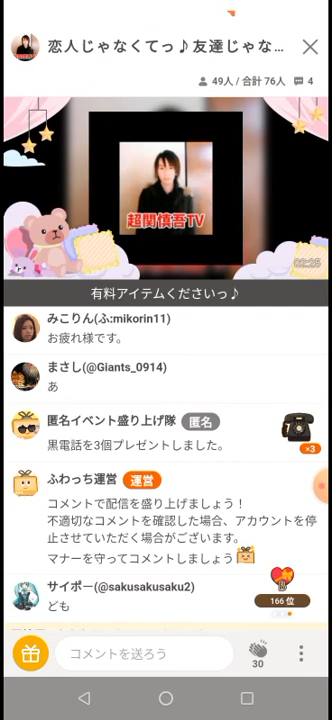 恋人じゃなくてっ♪友達じゃな...
49人 / 合計 76人 4
超関慎吾TV
02:25
有料アイテムくださいっ♪
みこりん(ふ:mikorin11)
お疲れ様です。
まさし(@Giants_0914)
あ
匿名イベント盛り上げ隊 匿名
黒電話を3個プレゼントしました。
×3
ふわっち運営 運営
コメントで配信を盛り上げましょう！
不適切なコメントを確認した場合、アカウントを停
止させていただく場合がございます。
マナーを守ってコメントしましょう
サイポー(@sakusakusaku2)
ども
166 位
コメントを送ろう
30